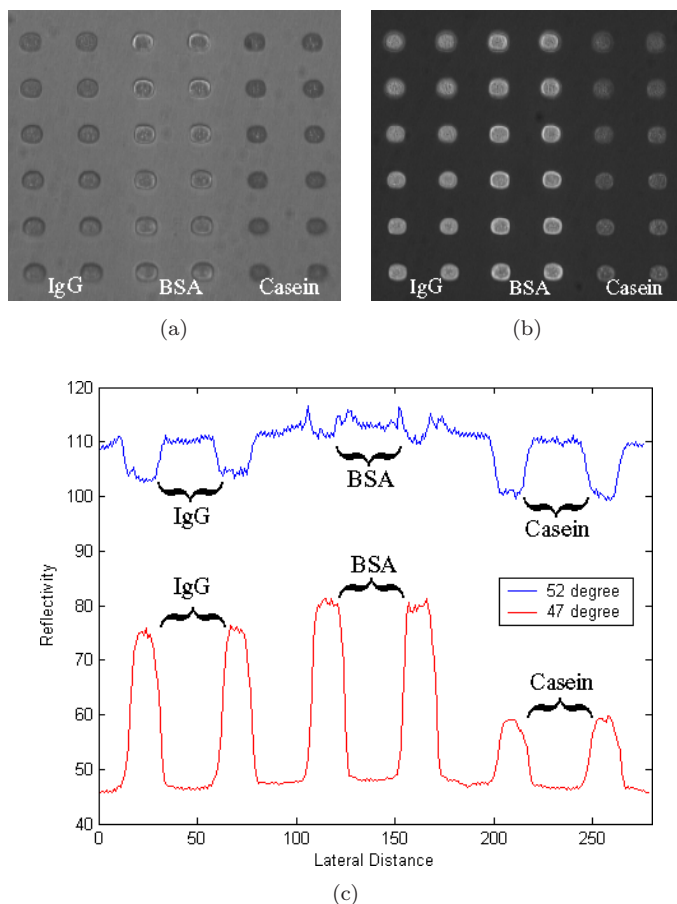 IgG BSA Casein
IgG BSA Casein
(a)
(b)
120
110
100
90
80
70
60
50
40
Reflectivity
BSA
IgG
Casein
BSA
IgG
52 degree
47 degree
Casein
0 50 100 150 200 250
Lateral Distance
(c)